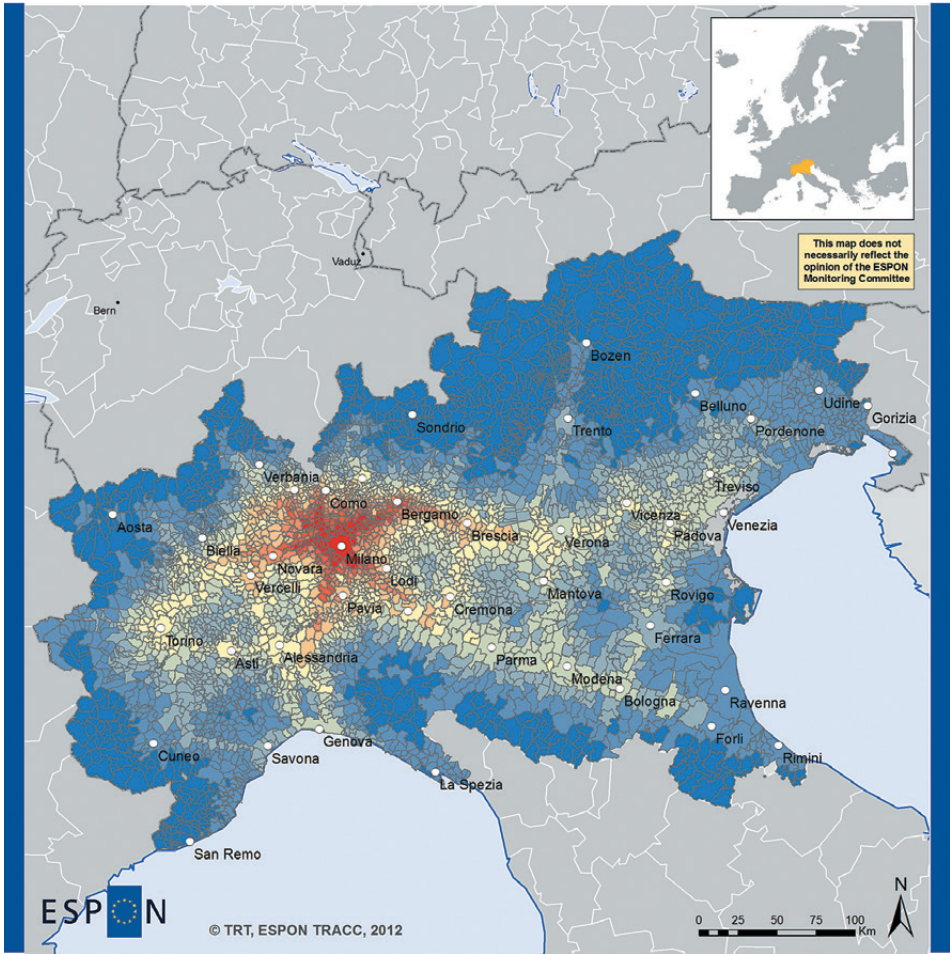 This map does not
necessarily reflect the
opinion of the ESPON
Monitoring Committee
Vaduz
Bern
Bozen
Belluno
Udine
Gorizia
Sondrio
Trento
Pordenone
Verbania
Treviso
Como
Bergamo
Vicenza
Venezia
Aosta
Brescia
Padova
Biella
Verona
Milano
Novara
Lodi
Vercelli
Mantova
Rovigo
Pavia
Cremona
Ferrara
Torino
Asti
Alessandria
Parma
Modena
Bologna
Ravenna
Forli
Genova
Cuneo
Savona
Rimini
La Spezia
San Remo
N
ESPON
© TRT, ESPON TRACC, 2012
0 25 50 75 100
Km